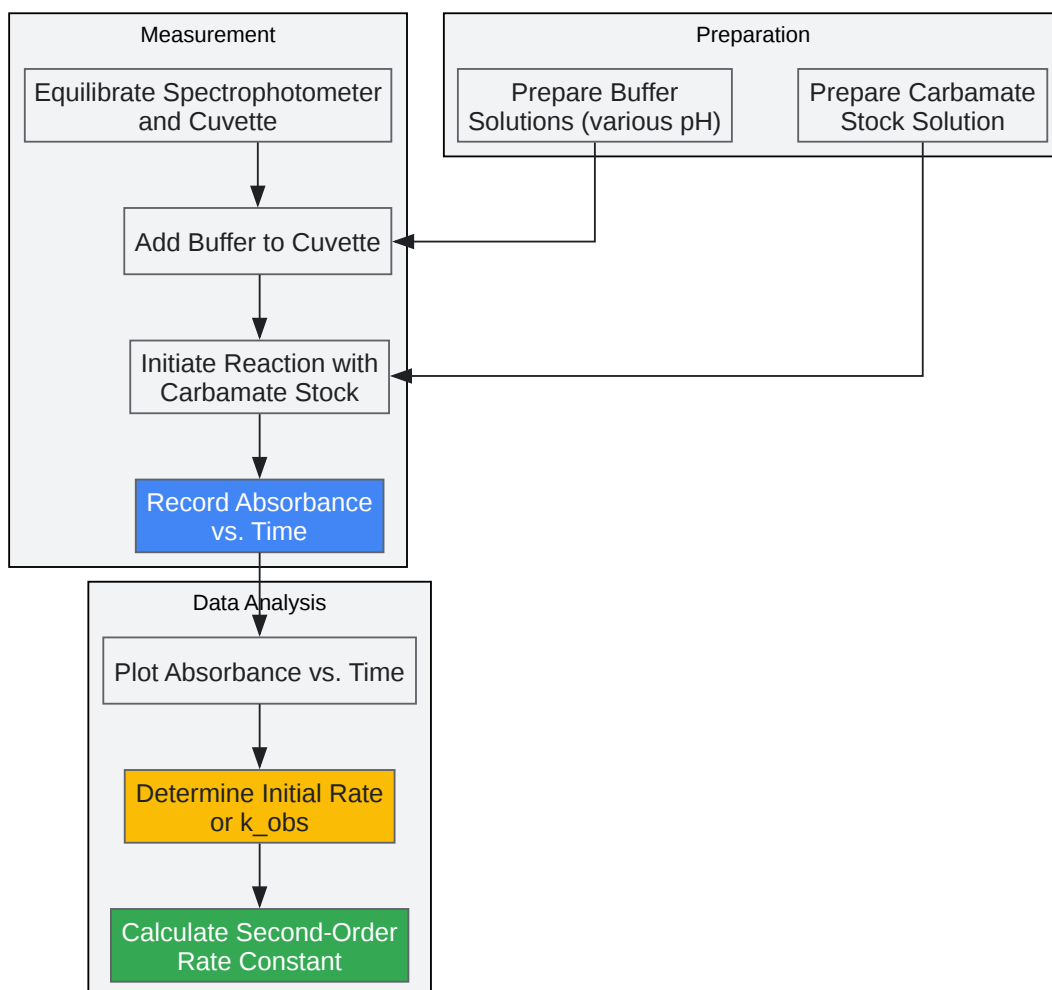 Measurement
Equilibrate Spectrophotometer
and Cuvette
Add Buffer to Cuvette
Initiate Reaction with
Carbamate Stock
Record Absorbance
vs. Time
Preparation
Prepare Buffer
Solutions (various pH)
Prepare Carbamate
Stock Solution
Data Analysis
Plot Absorbance vs. Time
Determine Initial Rate
or k_obs
Calculate Second-Order
Rate Constant